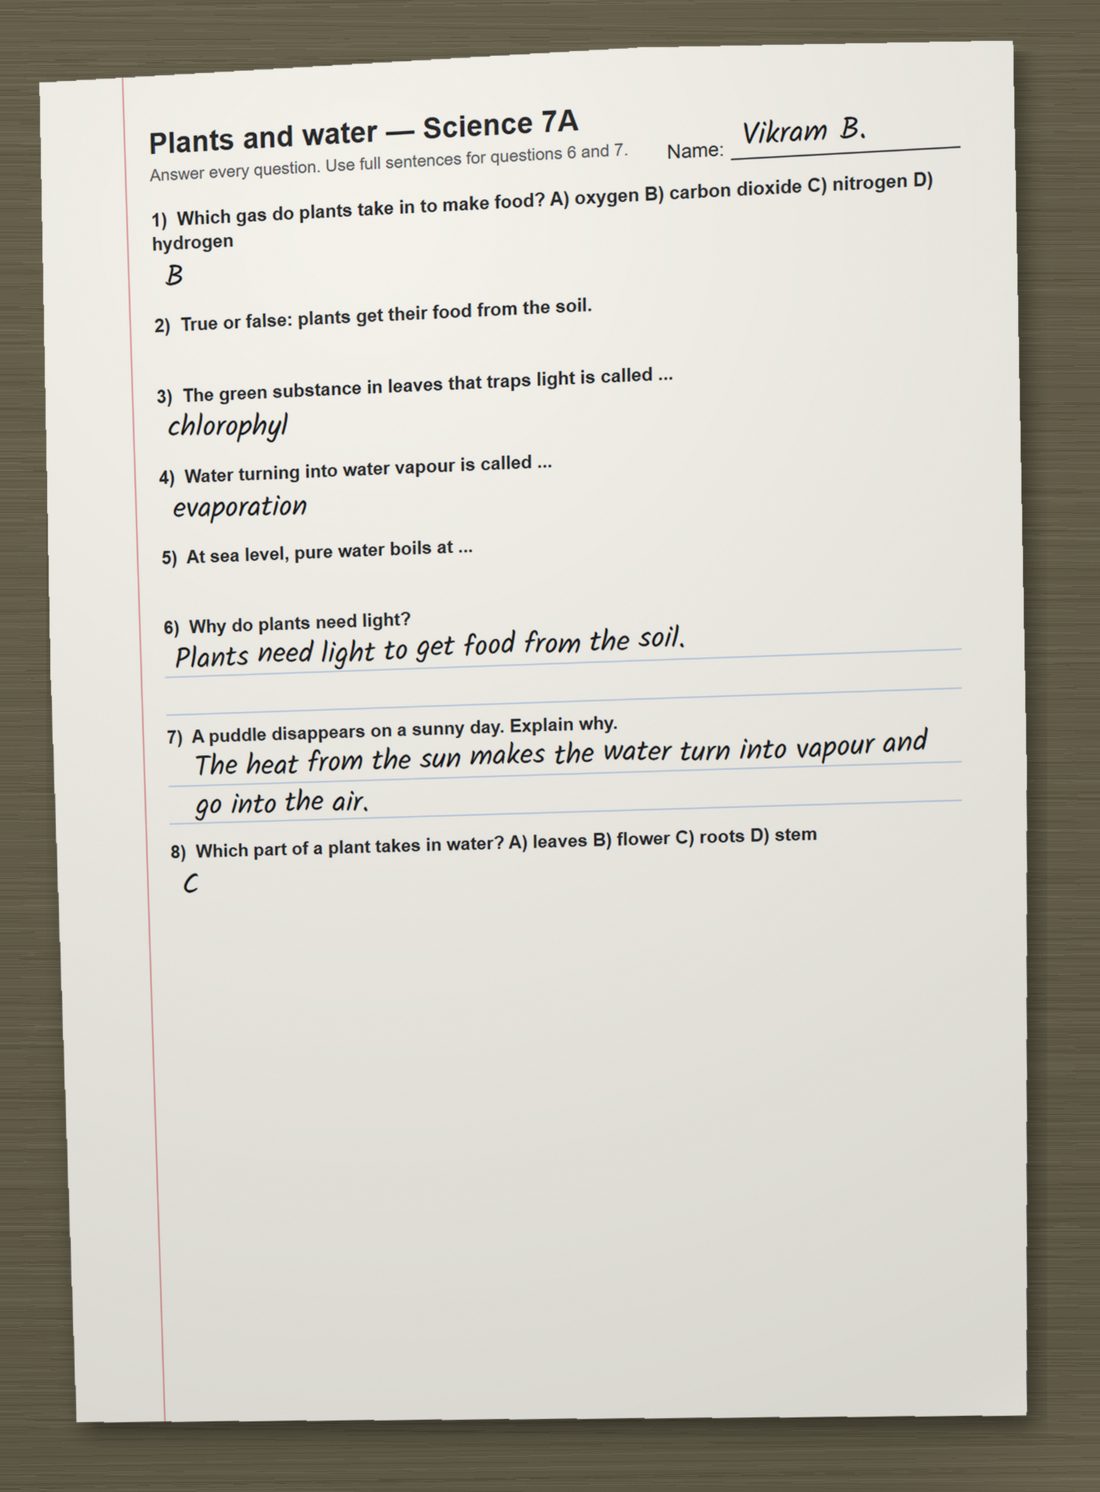 Plants and water — Science 7A
Name: Vikram B.
Answer every question. Use full sentences for questions 6 and 7.
1) Which gas do plants take in to make food? A) oxygen B) carbon dioxide C) nitrogen D)
hydrogen
B
2) True or false: plants get their food from the soil.
3) The green substance in leaves that traps light is called ...
chlorophyl
4) Water turning into water vapour is called ...
evaporation
5) At sea level, pure water boils at ...
6) Why do plants need light?
Plants need light to get food from the soil.
7) A puddle disappears on a sunny day. Explain why.
The heat from the sun makes the water turn into vapour and
go into the air.
8) Which part of a plant takes in water? A) leaves B) flower C) roots D) stem
C